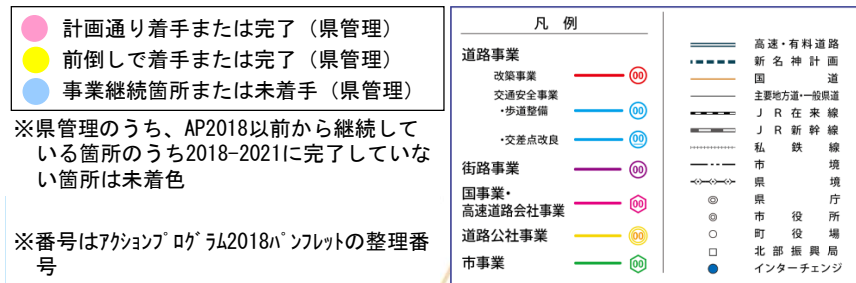 計画通り着手または完了（県管理）
前倒しで着手または完了（県管理）
事業継続箇所または未着手（県管理）
※県管理のうち、AP2018以前から継続して
いる箇所のうち2018-2021に完了していな
い箇所は未着色
※番号はｱｸｼｮﾝﾌﾟﾛｸﾞﾗﾑ2018ﾊﾟﾝﾌﾚｯﾄの整理番
号
凡 例
道路事業
改築事業 00
交通安全事業
・歩道整備 00
・交差点改良 00
街路事業 00
国事業・
高速道路会社事業 00
道路公社事業 00
市事業 00
高速・有料道路
新名神計画
国道
主要地方道・一般県道
JR在来線
JR新幹線
私鉄線
市境
県境
県庁
市役所
町役場
北部振興局
インターチェンジ